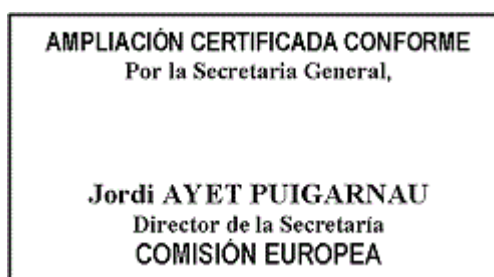 AMPLIACIÓN CERTIFICADA CONFORME
Por la Secretaria General,
Jordi AYET PUIGARNAU
Director de la Secretaría
COMISIÓN EUROPEA